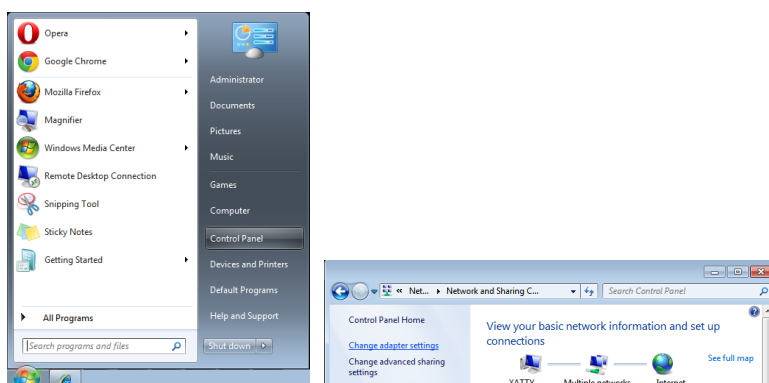 Opera
Google Chrome
Mozilla Firefox
Magnifier
Windows Media Center
Remote Desktop Connection
Snipping Tool
Sticky Notes
Getting Started
All Programs
Search programs and files
Administrator
Documents
Pictures
Music
Games
Computer
Control Panel
Devices and Printers
Default Programs
Help and Support
Shut down
« Net... Network and Sharing C...
Search Control Panel
Control Panel Home
Change adapter settings
Change advanced sharing
settings
View your basic network information and set up
connections
See full map
YATTY Multiple networks Internet